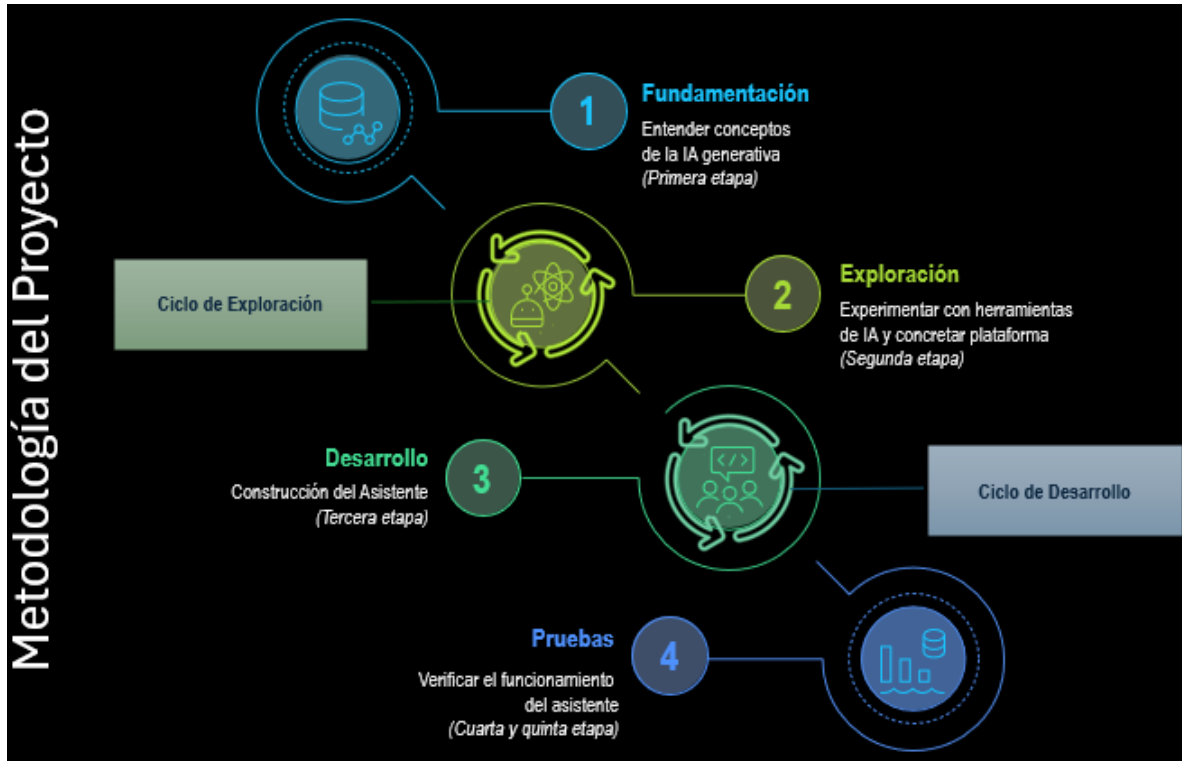 Metodología del Proyecto
1
Fundamentación
Entender conceptos
de la IA generativa
(Primera etapa)
Ciclo de Exploración
2
Exploración
Experimentar con herramientas
de IA y concretar plataforma
(Segunda etapa)
Desarrollo
Construcción del Asistente
(Tercera etapa)
3
</>
Ciclo de Desarrollo
Pruebas
Verificar el funcionamiento
del asistente
(Cuarta y quinta etapa)
4